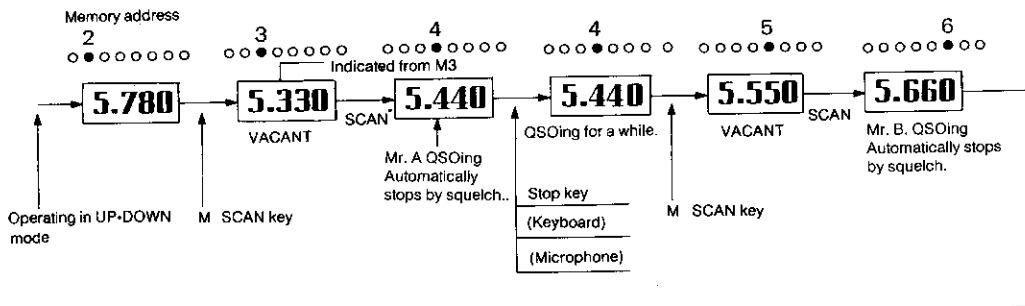 Memory address
2 3 4 4 5 6
Indicated from M3
5.780 5.330 5.440 5.440 5.550 5.660
VACANT SCAN QSOing for a while. VACANT SCAN
Mr. A QSOing
Automatically
stops by squelch..
Mr. B. QSOing
Automatically stops
by squelch.
Operating in UP•DOWN
mode
M SCAN key
Stop key
(Keyboard)
(Microphone)
M SCAN key